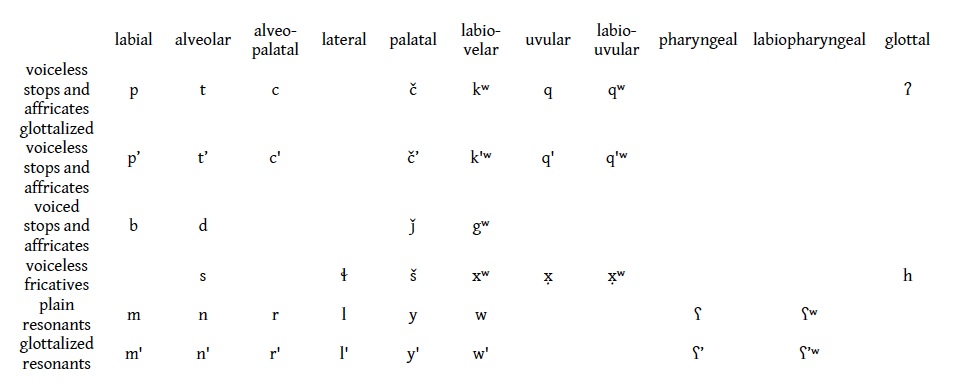 labial alveolar alveo-palatal lateral palatal labio-velar uvular labio-uvular pharyngeal labiopharyngeal glottal
voiceless stops and affricates p t c č kʷ q qʷ ʔ
glottalized voiceless stops and affricates p’ t’ c' č’ k'ʷ q' q'ʷ
voiced stops and affricates b d ǰ gʷ
voiceless fricatives s ɬ š xʷ x̣ x̣ʷ h
plain resonants m n r l y w ʕ ʕʷ
glottalized resonants m' n' r' l' y' w' ʕ’ ʕ’ʷ